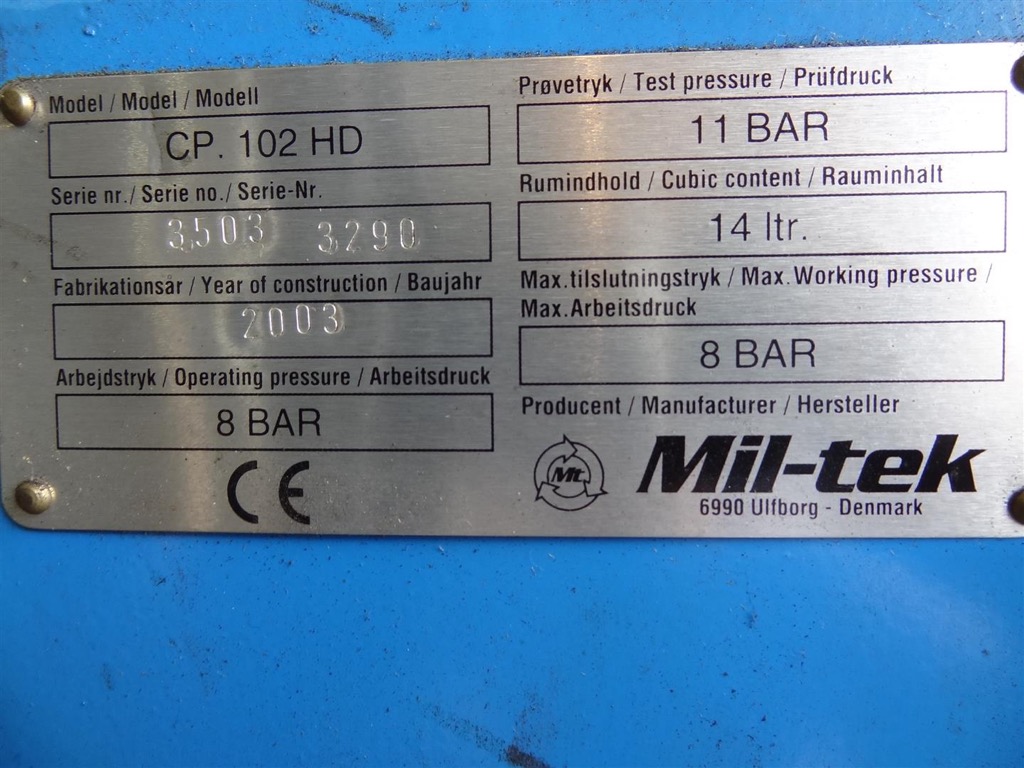 Model / Model / Modell
CP. 102 HD
Serie nr. / Serie no. / Serie-Nr.
3503 3290
Fabrikationsår / Year of construction / Baujahr
2003
Arbejdstryk / Operating pressure / Arbeitsdruck
8 BAR
CE
Prøvetryk / Test pressure / Prüfdruck
11 BAR
Rumindhold / Cubic content / Rauminhalt
14 ltr.
Max.tilslutningstryk / Max.Working pressure /
Max.Arbeitsdruck
8 BAR
Producent / Manufacturer / Hersteller
Mt.
Mil-tek
6990 Ulfborg - Denmark